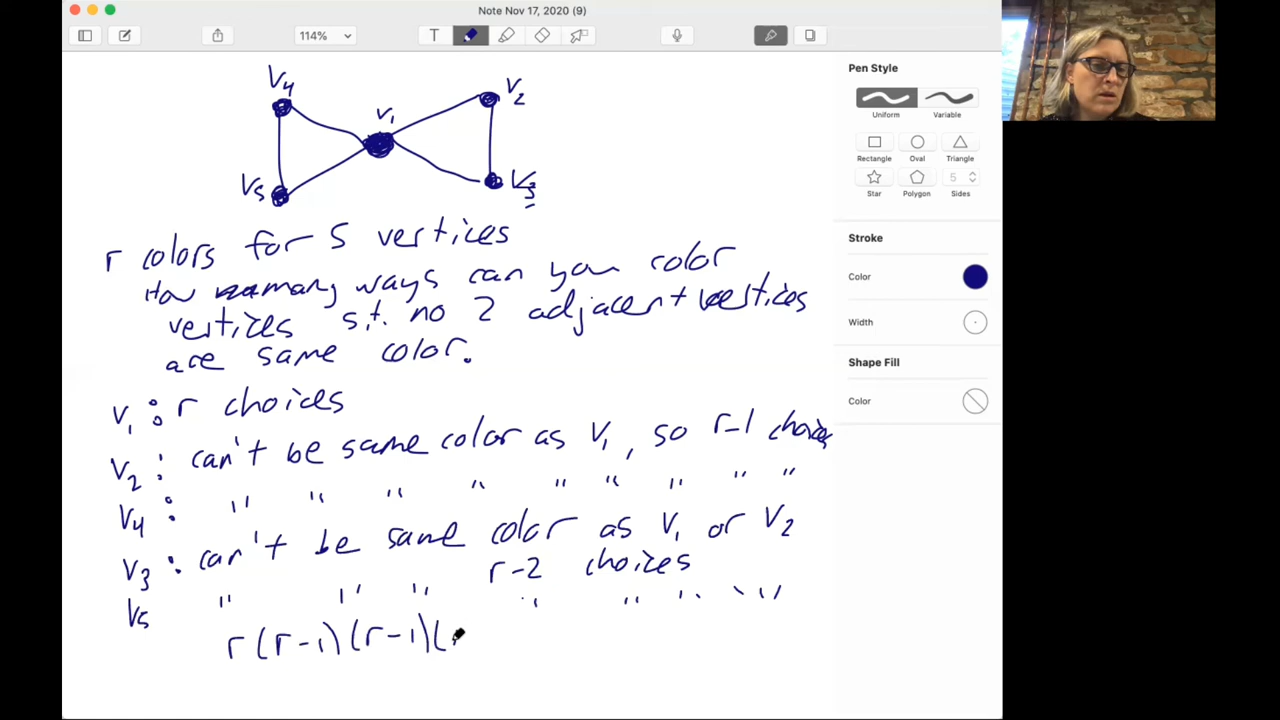 Note Nov 17, 2020 (9)
114%
T
V4
V1
V2
V5
V3
r colors for 5 vertices
How many ways can you color
vertices s.t. no 2 adjacent vertices
are same color.
V1 : r choices
V2 : can't be same color as V1, so r-1 choices
V4 : " " " " " " " " "
V3 : can't be same color as V1 or V2
r-2 choices
V5 " " " " " " " "
r(r-1)(r-1)(
Pen Style
Uniform Variable
Rectangle Oval Triangle
5
Star Polygon Sides
Stroke
Color
Width
Shape Fill
Color